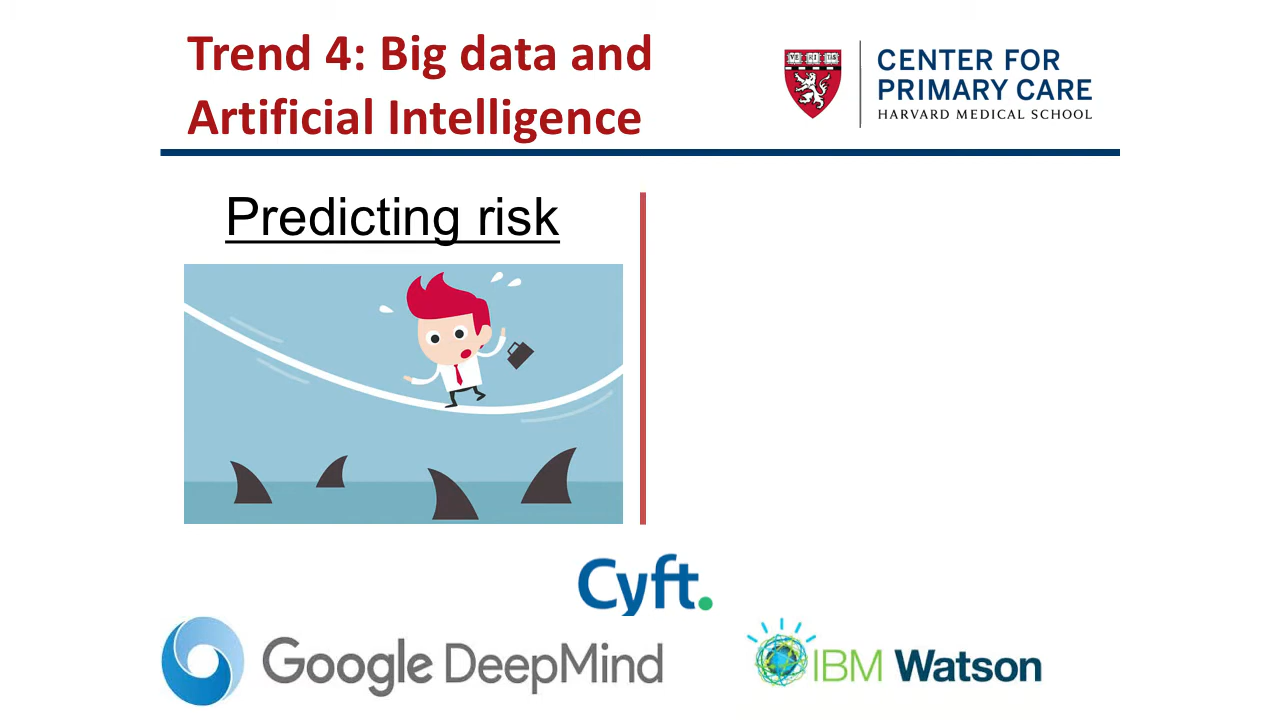 Trend 4: Big data and
Artificial Intelligence
CENTER FOR
PRIMARY CARE
HARVARD MEDICAL SCHOOL
Predicting risk
Cyft.
Google DeepMind
IBM Watson